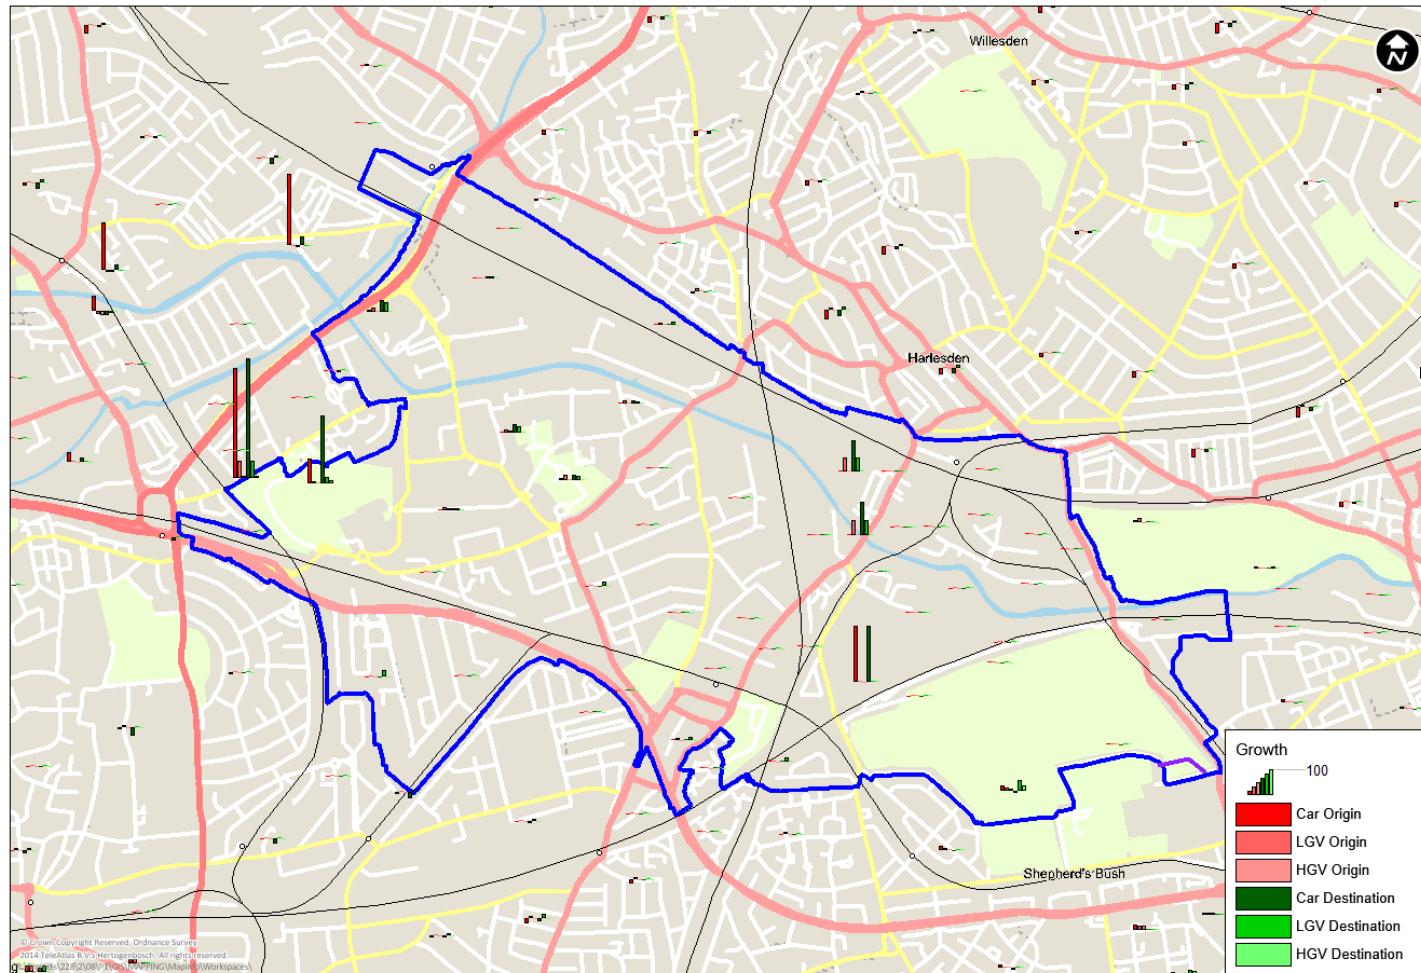 Willesden
N
Harlesden
Shepherd's Bush
Growth
100
Car Origin
LGV Origin
HGV Origin
Car Destination
LGV Destination
HGV Destination
© Crown Copyright Reserved, Ordnance Survey
2014 TeleAtlas B.V.'s Hertogenbosch. All rights reserved.